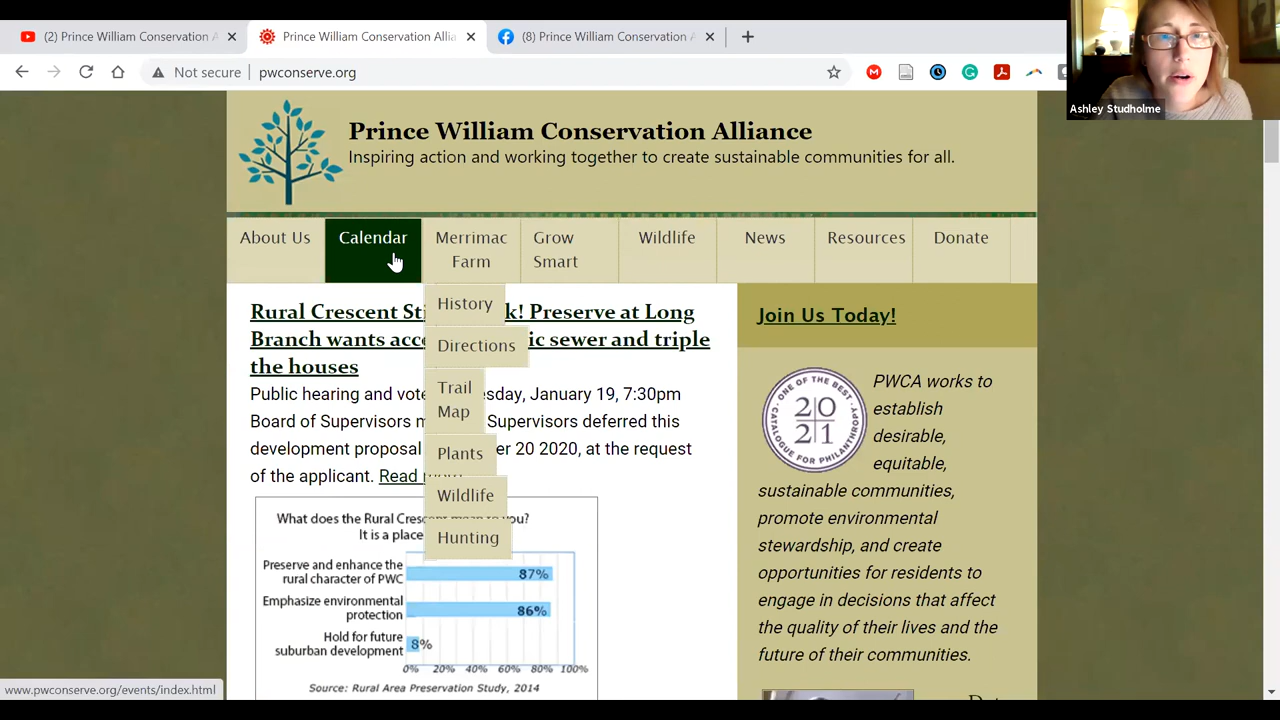 (2) Prince William Conservation A
Prince William Conservation Allia
(8) Prince William Conservation A
Not secure
pwconserve.org
Ashley Studholme
Prince William Conservation Alliance
Inspiring action and working together to create sustainable communities for all.
About Us
Calendar
Merrimac
Farm
Grow
Smart
Wildlife
News
Resources
Donate
History
Directions
Trail
Map
Plants
Wildlife
Hunting
Rural Crescent k! Preserve at Long
Branch wants ic sewer and triple
the houses
Public hearing and vote day, January 19, 7:30pm
Board of Supervisors Supervisors deferred this
development proposal 20 2020, at the request
of the applicant. Read
What does the Rural mean to you?
It is a place
Preserve and enhance the
rural character of PWC
87%
Emphasize environmental
protection
86%
Hold for future
suburban development
8%
0% 20% 40% 60% 80% 100%
Source: Rural Area Preservation Study, 2014
Join Us Today!
ONE OF THE BEST
20
21
CATALOGUE FOR PHILANTHROPY
PWCA works to
establish
desirable,
equitable,
sustainable communities,
promote environmental
stewardship, and create
opportunities for residents to
engage in decisions that affect
the quality of their lives and the
future of their communities.
www.pwconserve.org/events/index.html